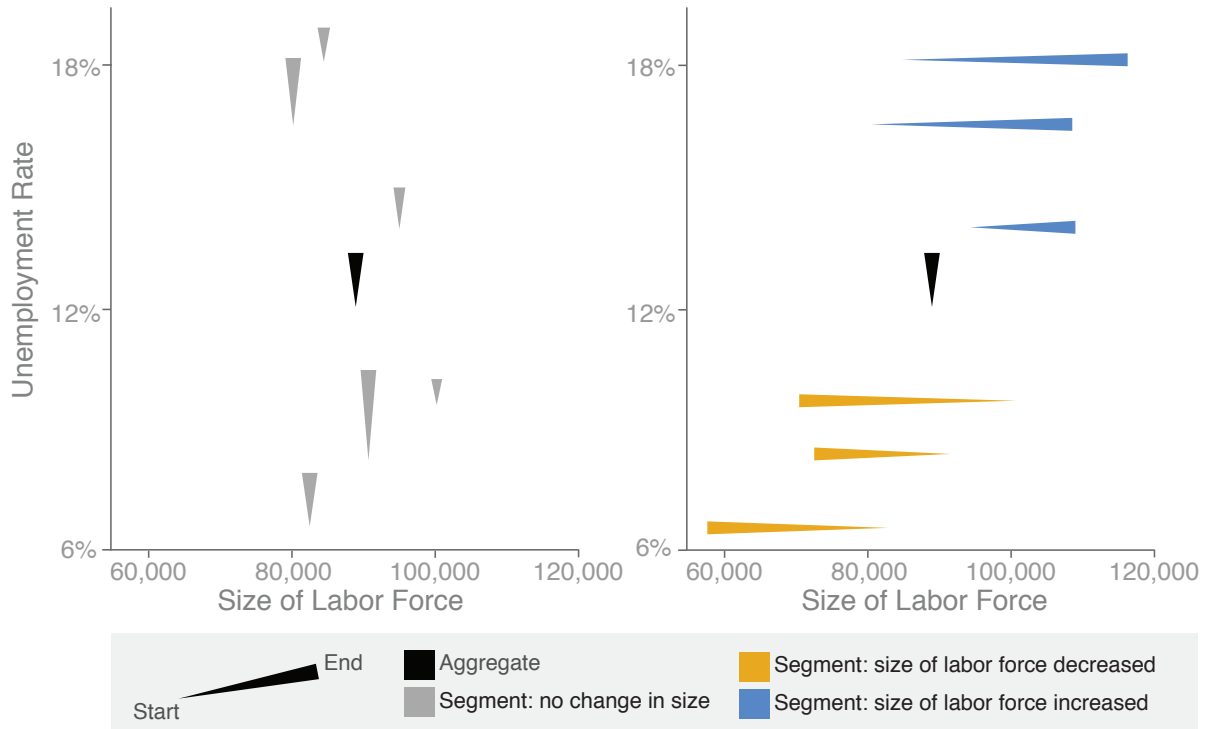 Unemployment Rate
18%
12%
6%
60,000
80,000
100,000
120,000
Size of Labor Force
18%
12%
6%
60,000
80,000
100,000
120,000
Size of Labor Force
Start
End
Aggregate
Segment: no change in size
Segment: size of labor force decreased
Segment: size of labor force increased